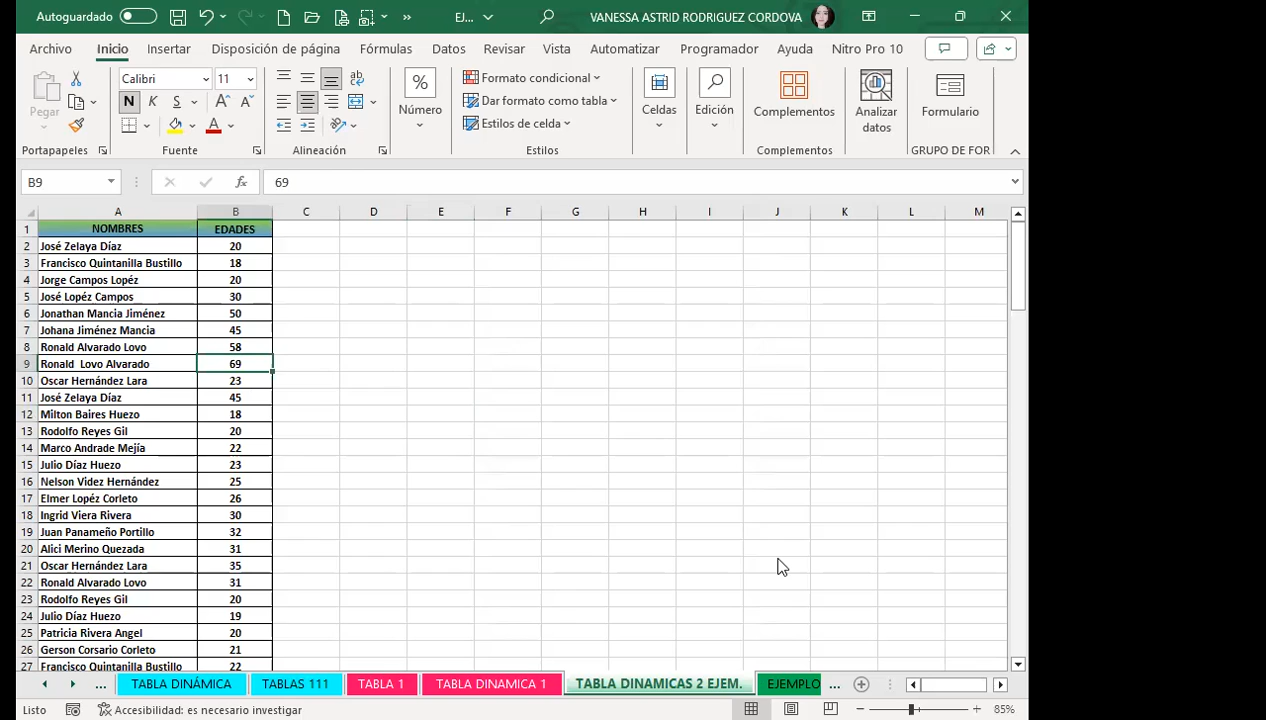 Autoguardado EJ... VANESSA ASTRID RODRIGUEZ CORDOVA
Archivo Inicio Insertar Disposición de página Fórmulas Datos Revisar Vista Automatizar Programador Ayuda Nitro Pro 10
Pegar
Portapapeles
Calibri 11
N K S
Fuente
Alineación
%
Número
Formato condicional
Dar formato como tabla
Estilos de celda
Estilos
Celdas
Edición
Complementos
Complementos
Analizar datos
Formulario
GRUPO DE FOR
B9 fx 69
A B C D E F G H I J K L M
1 NOMBRES EDADES
2 José Zelaya Díaz 20
3 Francisco Quintanilla Bustillo 18
4 Jorge Campos Lopéz 20
5 José Lopéz Campos 30
6 Jonathan Mancia Jiménez 50
7 Johana Jiménez Mancia 45
8 Ronald Alvarado Lovo 58
9 Ronald  Lovo Alvarado 69
10 Oscar Hernández Lara 23
11 José Zelaya Díaz 45
12 Milton Baires Huezo 18
13 Rodolfo Reyes Gil 20
14 Marco Andrade Mejía 22
15 Julio Díaz Huezo 23
16 Nelson Videz Hernández 25
17 Elmer Lopéz Corleto 26
18 Ingrid Viera Rivera 30
19 Juan Panameño Portillo 32
20 Alici Merino Quezada 31
21 Oscar Hernández Lara 35
22 Ronald Alvarado Lovo 31
23 Rodolfo Reyes Gil 20
24 Julio Díaz Huezo 19
25 Patricia Rivera Angel 20
26 Gerson Corsario Corleto 21
27 Francisco Quintanilla Bustillo 22
... TABLA DINÁMICA TABLAS 111 TABLA 1 TABLA DINAMICA 1 TABLA DINAMICAS 2 EJEM. EJEMPLO ...
Listo Accesibilidad: es necesario investigar 85%